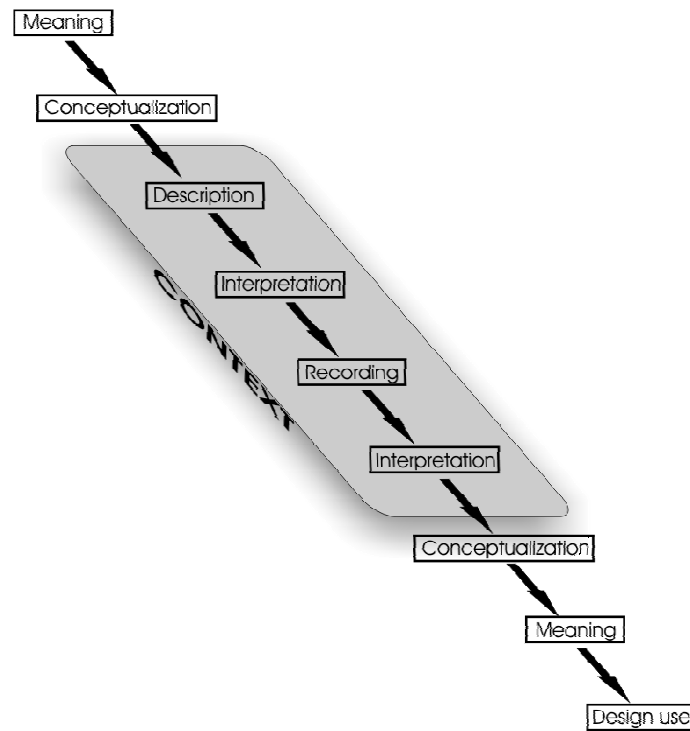 Meaning
Conceptualization
Description
Interpretation
CONTEXT
Recording
Interpretation
Conceptualization
Meaning
Design use